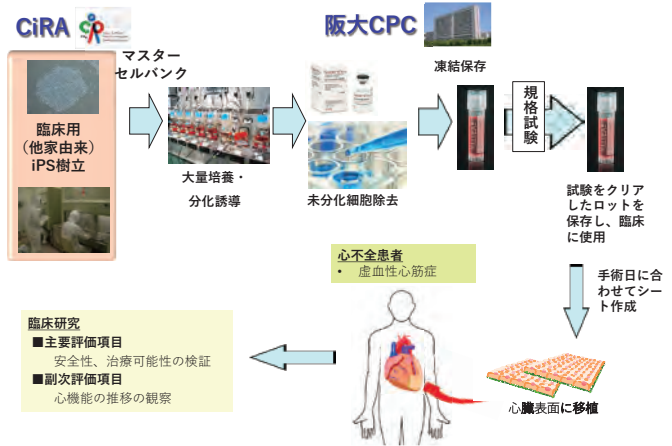 CiRA
阪大CPC
マスター
セルバンク
臨床用
(他家由来)
iPS樹立
大量培養・
分化誘導
未分化細胞除去
凍結保存
規格試験
試験をクリア
したロットを
保存し、臨床
に使用
手術日に合
わせてシー
ト作成
心臓表面に移植
心不全患者
• 虚血性心筋症
臨床研究
■主要評価項目
安全性、治療可能性の検証
■副次評価項目
心機能の推移の観察